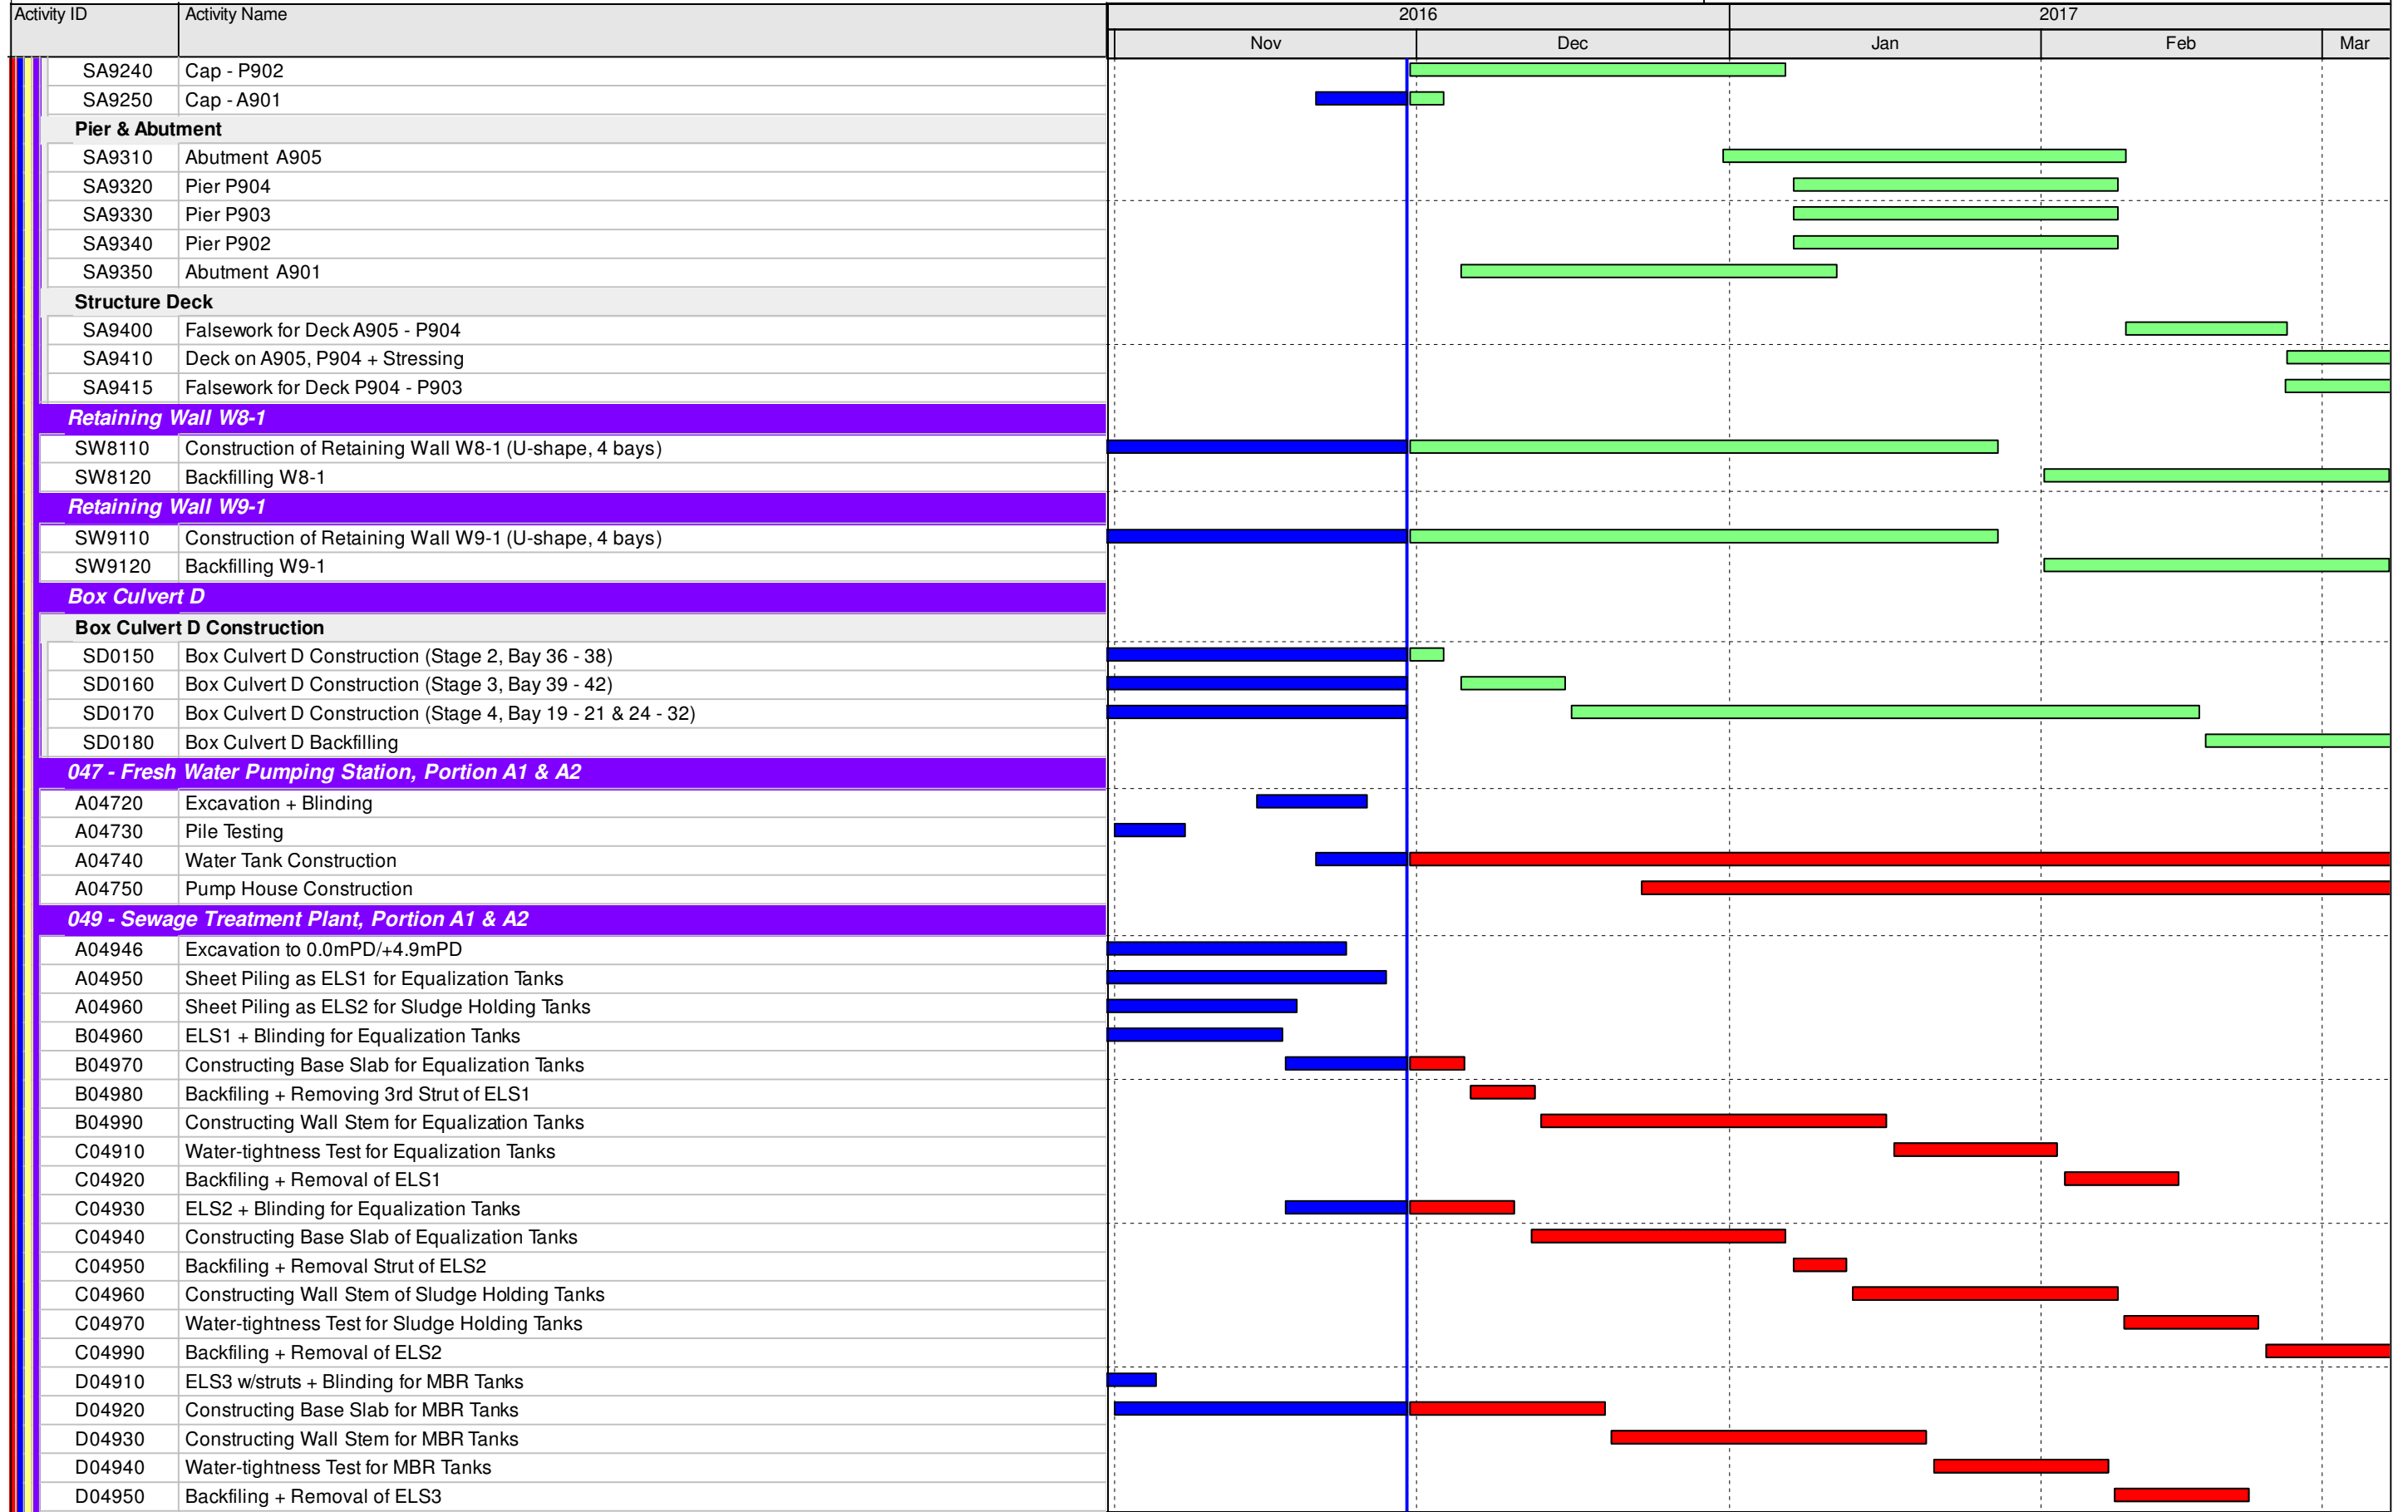 Activity ID Activity Name 2016 2017
Nov Dec Jan Feb Mar
SA9240 Cap - P902
SA9250 Cap - A901
Pier & Abutment
SA9310 Abutment A905
SA9320 Pier P904
SA9330 Pier P903
SA9340 Pier P902
SA9350 Abutment A901
Structure Deck
SA9400 Falsework for Deck A905 - P904
SA9410 Deck on A905, P904 + Stressing
SA9415 Falsework for Deck P904 - P903
Retaining Wall W8-1
SW8110 Construction of Retaining Wall W8-1 (U-shape, 4 bays)
SW8120 Backfilling W8-1
Retaining Wall W9-1
SW9110 Construction of Retaining Wall W9-1 (U-shape, 4 bays)
SW9120 Backfilling W9-1
Box Culvert D
Box Culvert D Construction
SD0150 Box Culvert D Construction (Stage 2, Bay 36 - 38)
SD0160 Box Culvert D Construction (Stage 3, Bay 39 - 42)
SD0170 Box Culvert D Construction (Stage 4, Bay 19 - 21 & 24 - 32)
SD0180 Box Culvert D Backfilling
047 - Fresh Water Pumping Station, Portion A1 & A2
A04720 Excavation + Blinding
A04730 Pile Testing
A04740 Water Tank Construction
A04750 Pump House Construction
049 - Sewage Treatment Plant, Portion A1 & A2
A04946 Excavation to 0.0mPD/+4.9mPD
A04950 Sheet Piling as ELS1 for Equalization Tanks
A04960 Sheet Piling as ELS2 for Sludge Holding Tanks
B04960 ELS1 + Blinding for Equalization Tanks
B04970 Constructing Base Slab for Equalization Tanks
B04980 Backfiling + Removing 3rd Strut of ELS1
B04990 Constructing Wall Stem for Equalization Tanks
C04910 Water-tightness Test for Equalization Tanks
C04920 Backfiling + Removal of ELS1
C04930 ELS2 + Blinding for Equalization Tanks
C04940 Constructing Base Slab of Equalization Tanks
C04950 Backfiling + Removal Strut of ELS2
C04960 Constructing Wall Stem of Sludge Holding Tanks
C04970 Water-tightness Test for Sludge Holding Tanks
C04990 Backfiling + Removal of ELS2
D04910 ELS3 w/struts + Blinding for MBR Tanks
D04920 Constructing Base Slab for MBR Tanks
D04930 Constructing Wall Stem for MBR Tanks
D04940 Water-tightness Test for MBR Tanks
D04950 Backfiling + Removal of ELS3